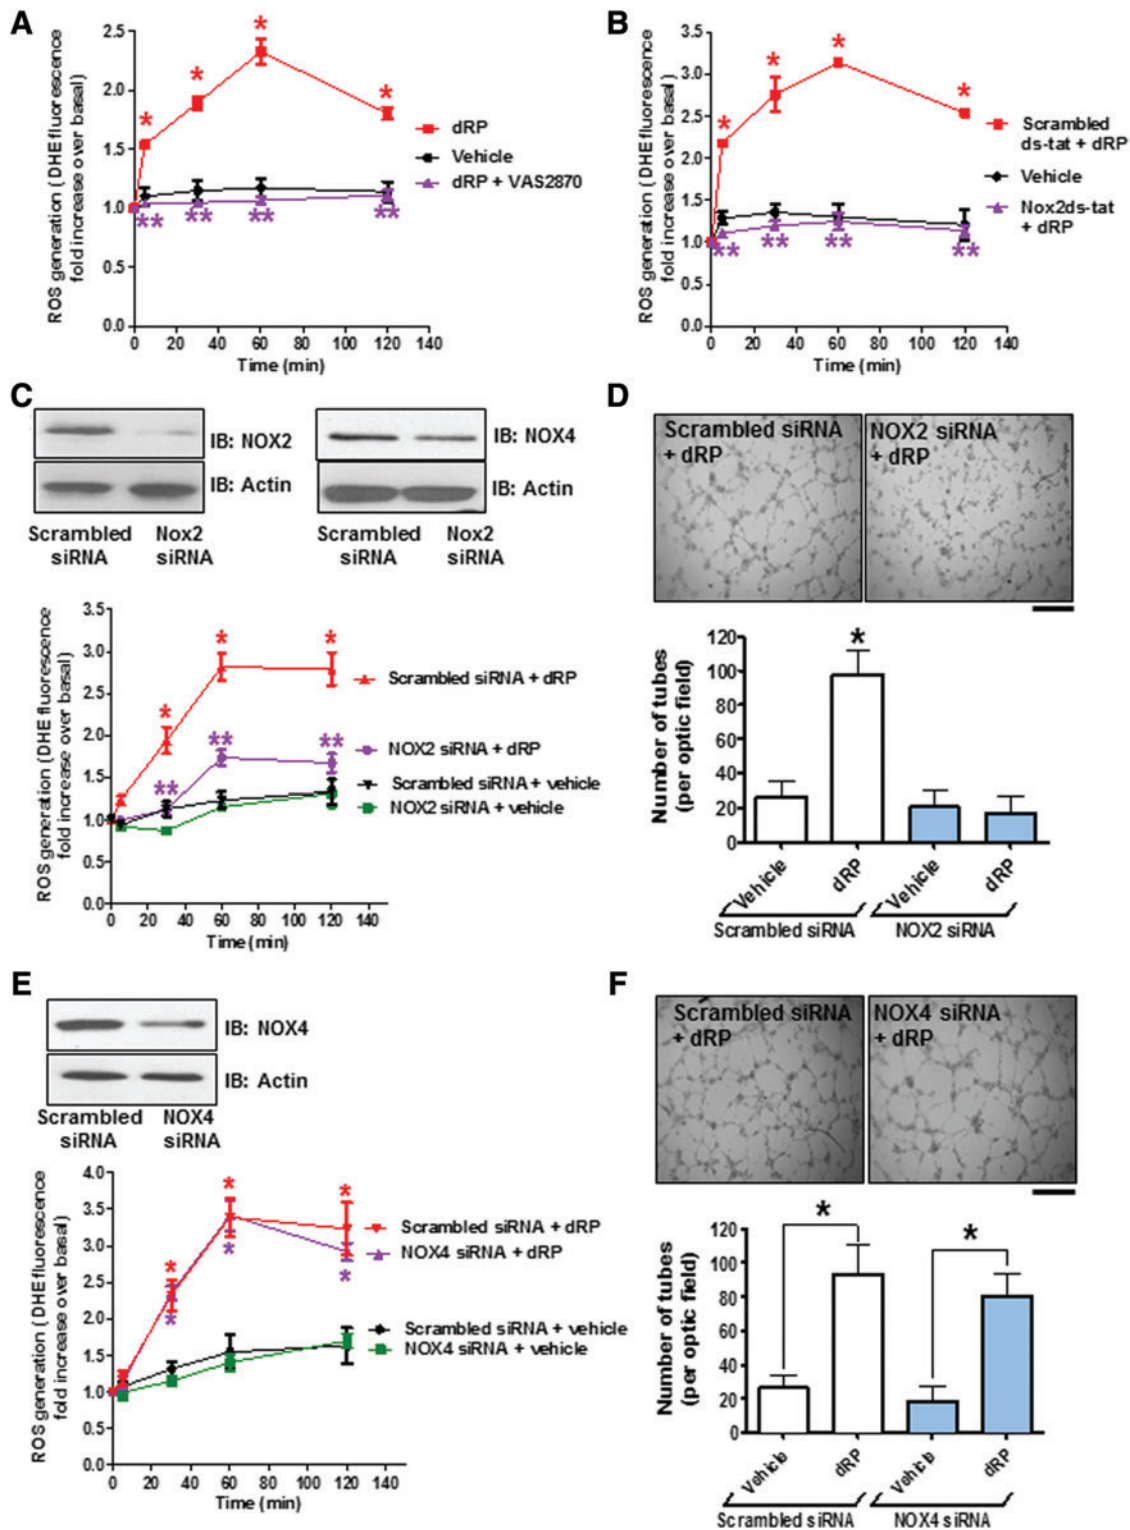 A
ROS generation (DHE fluorescence
fold increase over basal)
2.5
2.0
1.5
1.0
0.5
0.0
0 20 40 60 80 100 120 140
Time (min)
* * * *
** ** ** **
dRP
Vehicle
dRP + VAS2870
B
ROS generation (DHE fluorescence
fold increase over basal)
3.5
3.0
2.5
2.0
1.5
1.0
0.5
0.0
0 20 40 60 80 100 120 140
Time (min)
* * * *
** ** ** **
Scrambled
ds-tat + dRP
Vehicle
Nox2ds-tat
+ dRP
C
IB: NOX2
IB: Actin
Scrambled Nox2
siRNA siRNA
IB: NOX4
IB: Actin
Scrambled Nox2
siRNA siRNA
ROS generation (DHE fluorescence
fold increase over basal)
3.5
3.0
2.5
2.0
1.5
1.0
0.5
0.0
0 20 40 60 80 100 120 140
Time (min)
* * *
** ** **
Scrambled siRNA + dRP
NOX2 siRNA + dRP
Scrambled siRNA + vehicle
NOX2 siRNA + vehicle
D
Scrambled siRNA
+ dRP
NOX2 siRNA
+ dRP
Number of tubes
(per optic field)
120
100
80
60
40
20
0
*
Vehicle dRP Vehicle dRP
Scrambled siRNA NOX2 siRNA
E
IB: NOX4
IB: Actin
Scrambled NOX4
siRNA siRNA
ROS generation (DHE fluorescence
fold increase over basal)
4.0
3.5
3.0
2.5
2.0
1.5
1.0
0.5
0.0
0 20 40 60 80 100 120 140
Time (min)
* * *
* * *
Scrambled siRNA + dRP
NOX4 siRNA + dRP
Scrambled siRNA + vehicle
NOX4 siRNA + vehicle
F
Scrambled siRNA
+ dRP
NOX4 siRNA
+ dRP
Number of tubes
(per optic field)
120
100
80
60
40
20
0
* *
Vehicle dRP Vehicle dRP
Scrambled siRNA NOX4 siRNA